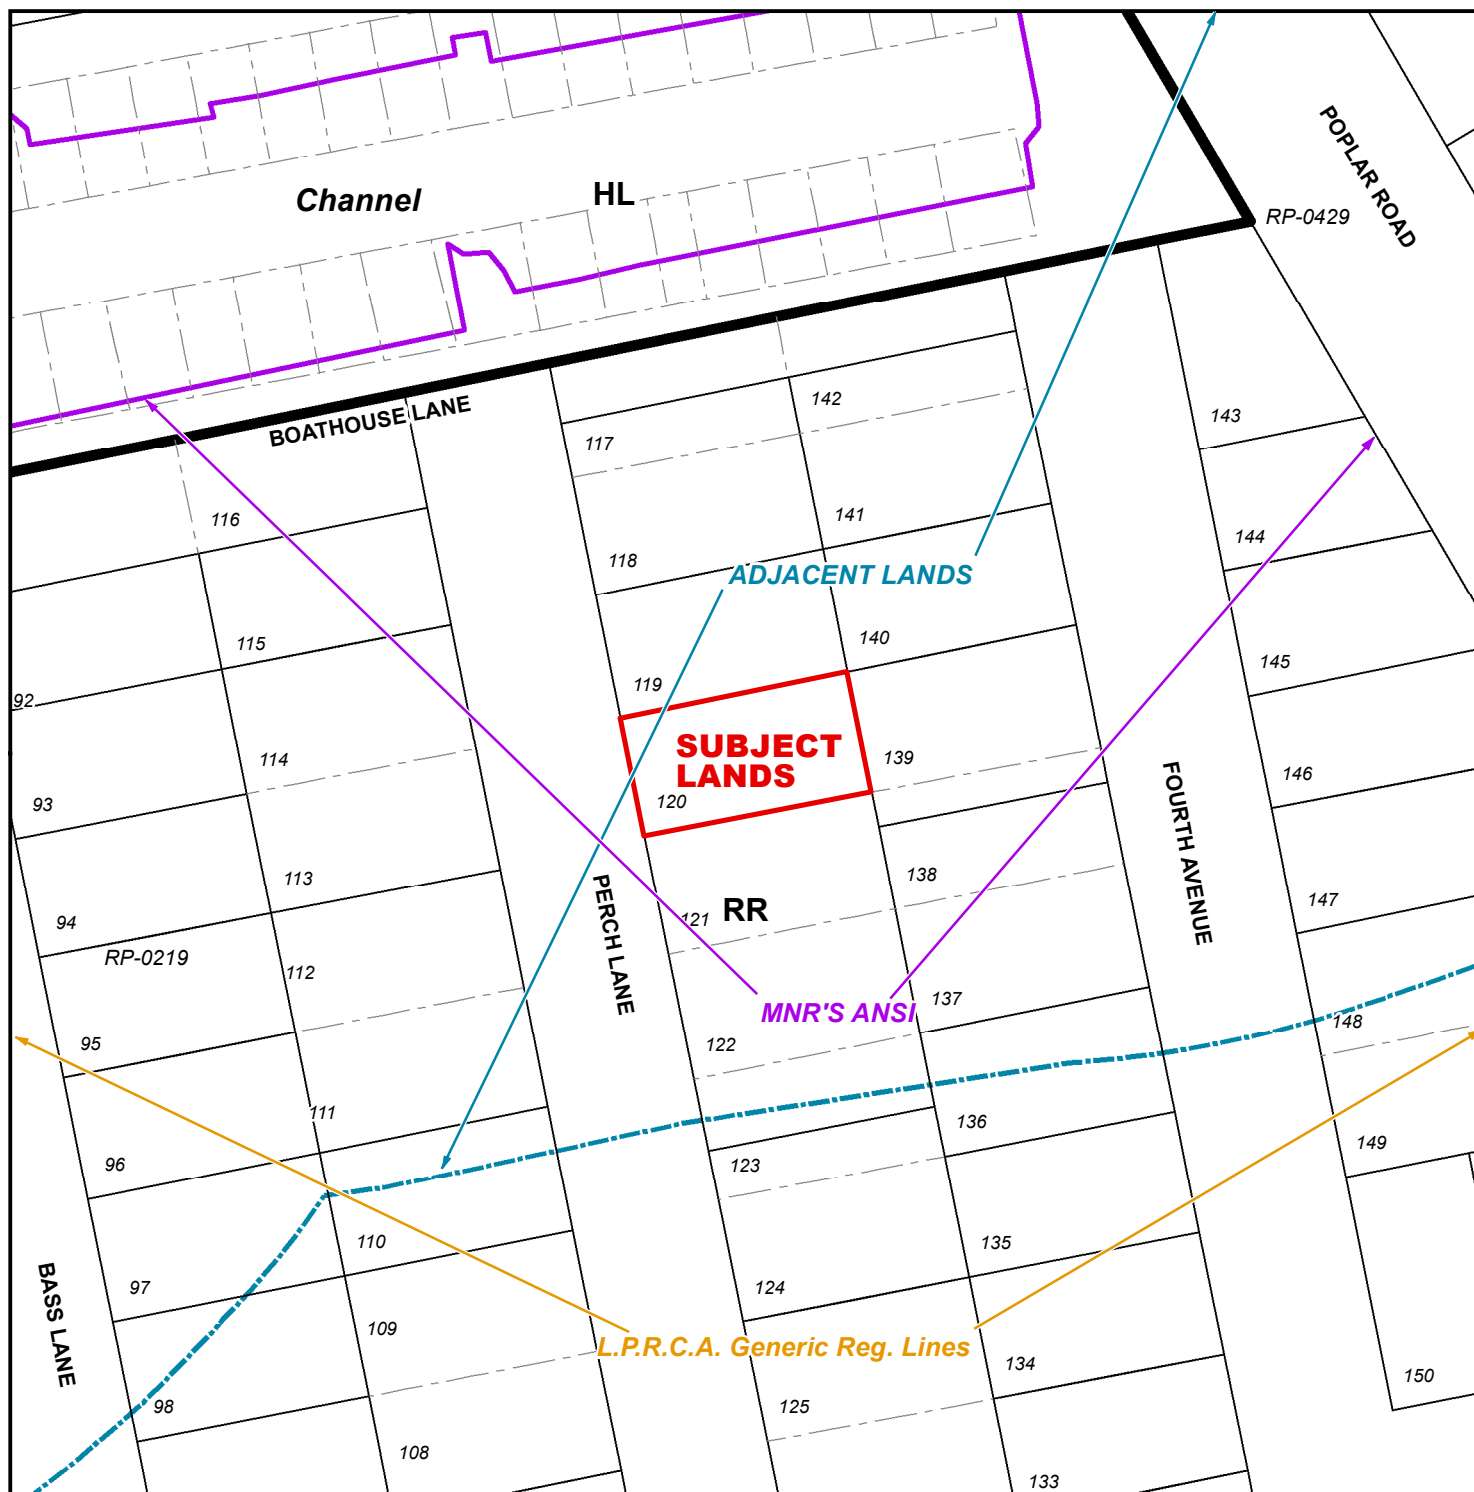 POPLAR ROAD
HL
Channel
RP-0429
142
BOATHOUSE LANE
143
117
116
141
144
118
ADJACENT LANDS
140
115
145
119
92
SUBJECT
LANDS
139
114
146
120
93
FOURTH AVENUE
138
113
PERCH LANE
147
RR
121
94
RP-0219
112
137
MNR'S ANSI
148
95
122
111
136
149
96
123
110
135
BASS LANE
97
124
109
L.P.R.C.A. Generic Reg. Lines
134
150
98
125
108
133